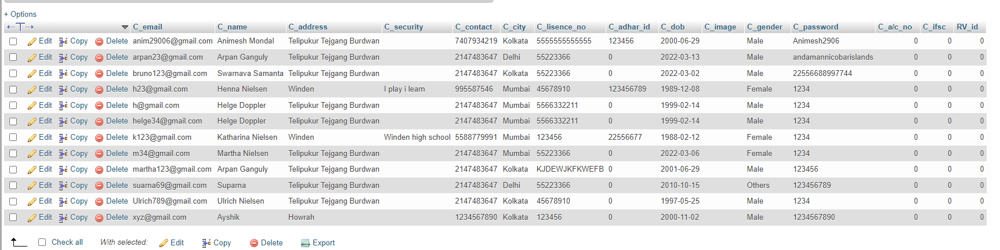 + Options
C_email C_name C_address C_security C_contact C_city C_lisence_no C_adhar_id C_dob C_image C_gender C_password C_a/c_no C_ifsc RV_id
Edit Copy Delete anim29006@gmail.com Animesh Mondal Telipukur Tejgang Burdwan 7407934219 Kolkata 5555555555555 123456 2000-06-29 Male Animesh2906 0 0 0
Edit Copy Delete arpan23@gmail.com Arpan Ganguly Telipukur Tejgang Burdwan 2147483647 Delhi 55223366 0 2022-03-13 Male andamannicobarislands 0 0 0
Edit Copy Delete bruno123@gmail.com Swarnava Samanta Telipukur Tejgang Burdwan 2147483647 Kolkata 55223366 0 2022-03-02 Male 22556688997744 0 0 0
Edit Copy Delete h23@gmail.com Henna Nielsen Winden I play i learn 995587546 Mumbai 45678910 123456789 1989-12-08 Female 1234 0 0 0
Edit Copy Delete h@gmail.com Helge Doppler Telipukur Tejgang Burdwan 2147483647 Mumbai 5566332211 0 1999-02-14 Male 1234 0 0 0
Edit Copy Delete helge34@gmail.com Helge Doppler Telipukur Tejgang Burdwan 2147483647 Mumbai 5566332211 0 1999-02-14 Male 1234 0 0 0
Edit Copy Delete k123@gmail.com Katharina Nielsen Winden Winden high school 5588779991 Mumbai 123456 22556677 1988-02-12 Female 1234 0 0 0
Edit Copy Delete m34@gmail.com Martha Nielsen Telipukur Tejgang Burdwan 2147483647 Mumbai 55223366 0 2022-03-06 Female 1234 0 0 0
Edit Copy Delete martha123@gmail.com Arpan Ganguly Telipukur Tejgang Burdwan 2147483647 Kolkata KJDEWJKFKWEFB 0 2001-06-29 Male 123456 0 0 0
Edit Copy Delete suarna69@gmail.com Suparna Telipukur Tejgang Burdwan 2147483647 Delhi 55223366 0 2010-10-15 Others 123456789 0 0 0
Edit Copy Delete Ulrich789@gmail.com Ulrich Nielsen Telipukur Tejgang Burdwan 2147483647 Kolkata 45678910 0 1997-05-25 Male 1234 0 0 0
Edit Copy Delete xyz@gmail.com Ayshik Howrah 1234567890 Kolkata 123456 0 2000-11-02 Male 1234567890 0 0 0
Check all With selected: Edit Copy Delete Export